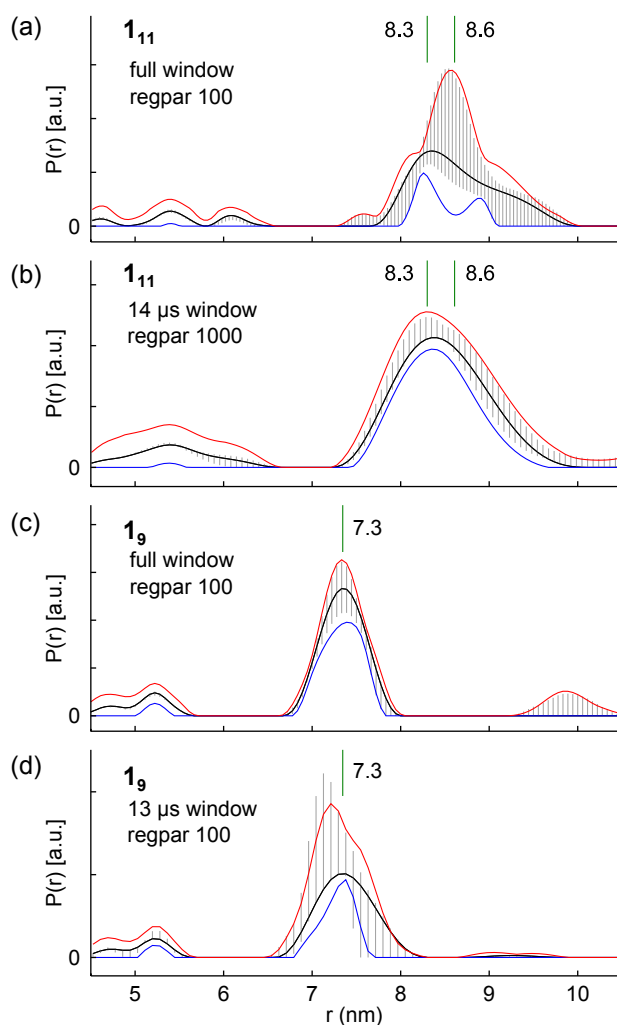 (a)
1₁₁
full window
regpar 100
8.3 8.6
P(r) [a.u.]
0
(b)
1₁₁
14 µs window
regpar 1000
8.3 8.6
P(r) [a.u.]
0
(c)
1₉
full window
regpar 100
7.3
P(r) [a.u.]
0
(d)
1₉
13 µs window
regpar 100
7.3
P(r) [a.u.]
0
5 6 7 8 9 10
r (nm)